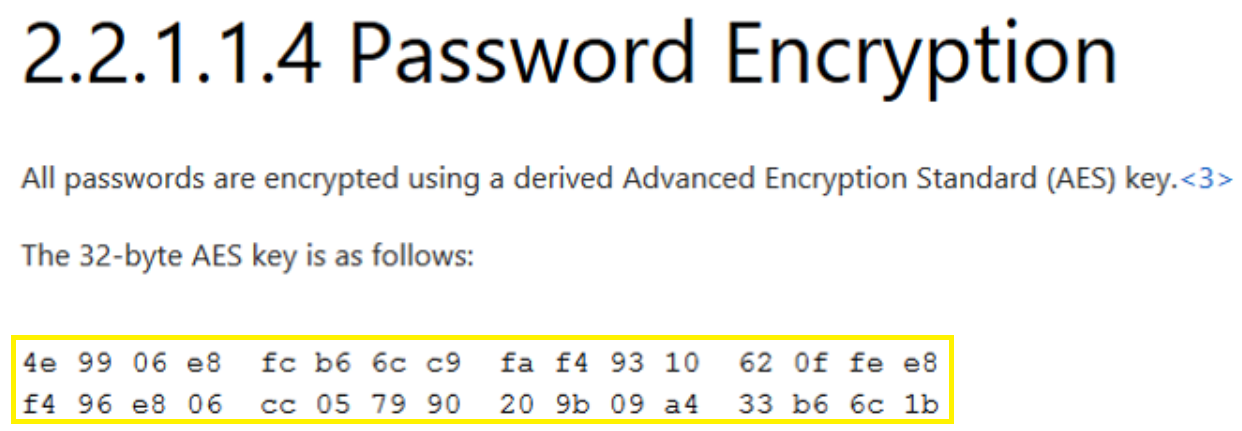 2.2.1.1.4 Password Encryption
All passwords are encrypted using a derived Advanced Encryption Standard (AES) key.<3>
The 32-byte AES key is as follows:
4e 99 06 e8  fc b6 6c c9  fa f4 93 10  62 0f fe e8
f4 96 e8 06  cc 05 79 90  20 9b 09 a4  33 b6 6c 1b